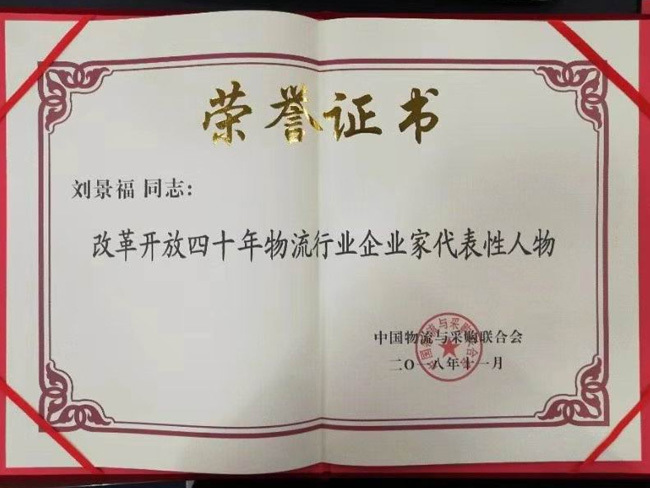 荣誉证书
刘景福 同志：
改革开放四十年物流行业企业家代表性人物
中国物流与采购联合会
二〇一八年十一月